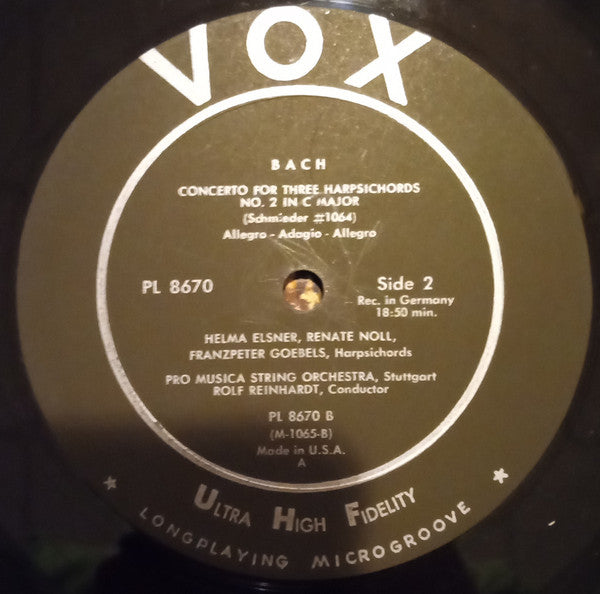 VOX
BACH
CONCERTO FOR THREE HARPSICHORDS
NO. 2 IN C MAJOR
(Schmieder #1064)
Allegro - Adagio - Allegro
PL 8670
Side 2
Rec. in Germany
18:50 min.
HELMA ELSNER, RENATE NOLL,
FRANZPETER GOEBELS, Harpsichords
PRO MUSICA STRING ORCHESTRA, Stuttgart
ROLF REINHARDT, Conductor
PL 8670 B
(M-1065-B)
Made in U.S.A.
A
ULTRA HIGH FIDELITY
★ LONGPLAYING MICROGROOVE ★